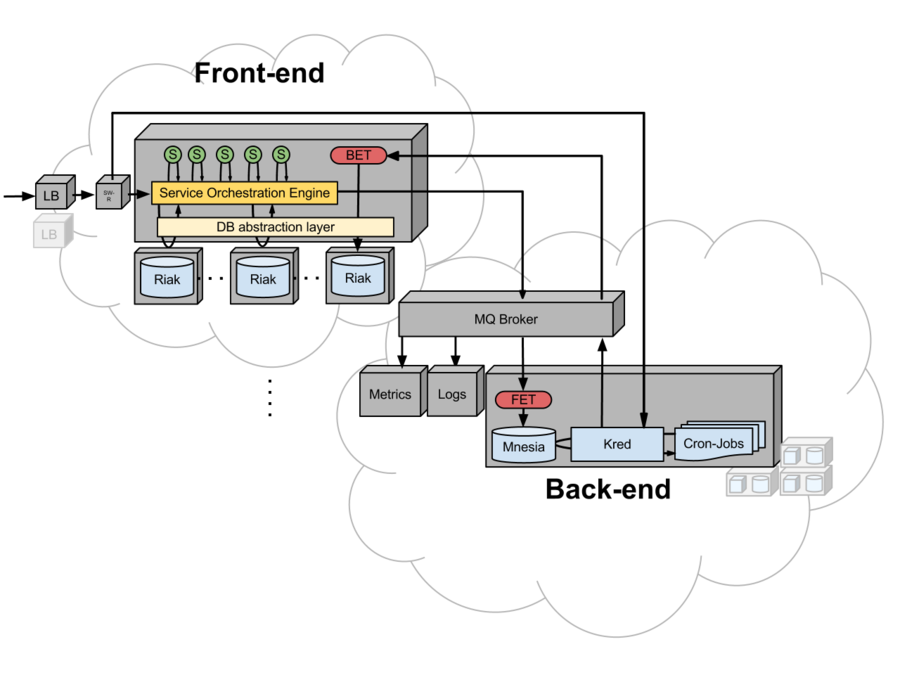 Front-end
S S S S S
BET
LB
SW-
R
Service Orchestration Engine
LB
DB abstraction layer
Riak
Riak
Riak
MQ Broker
Metrics
Logs
FET
Mnesia
Kred
Cron-Jobs
Back-end